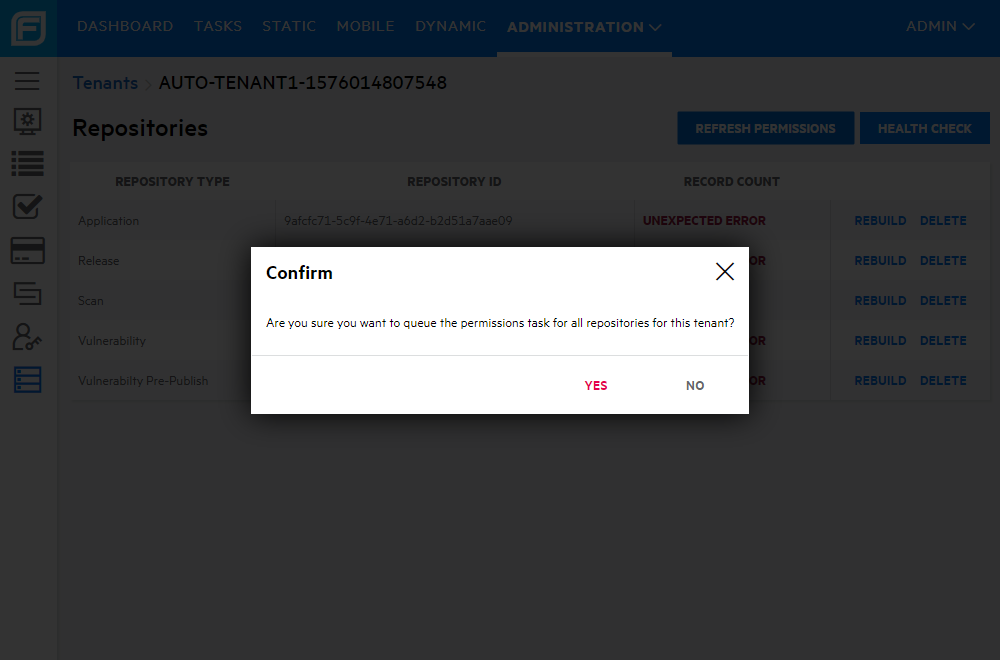 DASHBOARD TASKS STATIC MOBILE DYNAMIC ADMINISTRATION ADMIN
Tenants > AUTO-TENANT1-1576014807548
Repositories REFRESH PERMISSIONS HEALTH CHECK
REPOSITORY TYPE REPOSITORY ID RECORD COUNT
Application 9afcfc71-5c9f-4e71-a6d2-b2d51a7aae09 UNEXPECTED ERROR REBUILD DELETE
Release OR REBUILD DELETE
Scan REBUILD DELETE
Vulnerability OR REBUILD DELETE
Vulnerabilty Pre-Publish OR REBUILD DELETE
Confirm
Are you sure you want to queue the permissions task for all repositories for this tenant?
YES NO